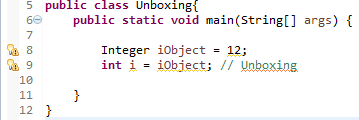 5 public class Unboxing{
6 public static void main(String[] args) {
7
8 Integer iObject = 12;
9 int i = iObject; // Unboxing
10
11 }
12 }